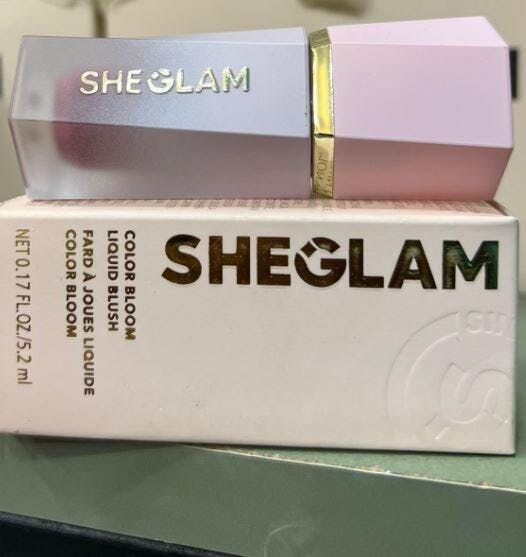 SHEGLAM
SHEGLAM
COLOR BLOOM
LIQUID BLUSH
FARD À JOUES LIQUIDE
COLOR BLOOM
NET 0.17 FL.OZ./5.2 ml